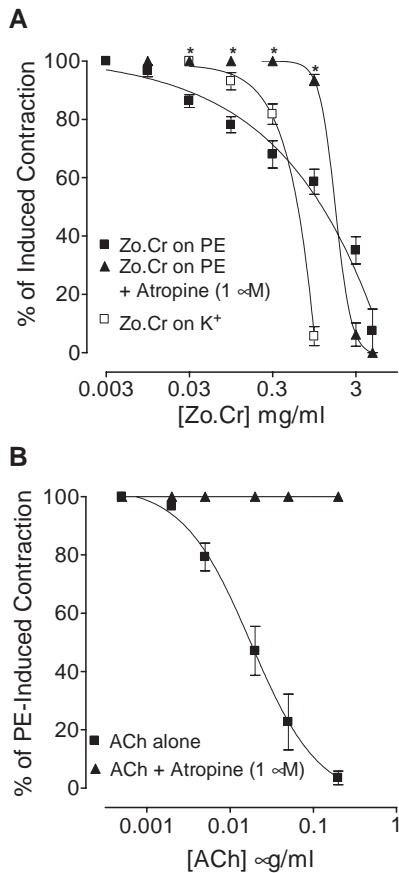 A
* * * *
100
80
60
40
20
0
% of Induced Contraction
Zo.Cr on PE
Zo.Cr on PE
+ Atropine (1 ∝M)
Zo.Cr on K+
0.003 0.03 0.3 3
[Zo.Cr] mg/ml
B
100
80
60
40
20
0
% of PE-Induced Contraction
ACh alone
ACh + Atropine (1 ∝M)
0.001 0.01 0.1 1
[ACh] ∝g/ml